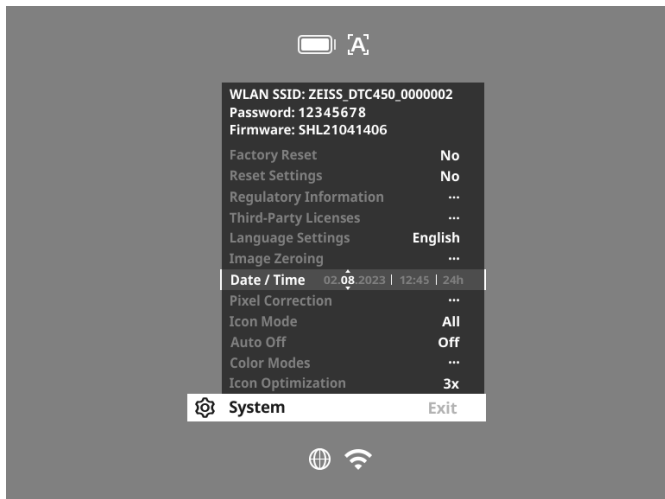 [A]
WLAN SSID: ZEISS_DTC450_0000002
Password: 12345678
Firmware: SHL21041406
Factory Reset No
Reset Settings No
Regulatory Information ...
Third-Party Licenses ...
Language Settings English
Image Zeroing ...
Date / Time 02.08.2023 | 12:45 | 24h
Pixel Correction ...
Icon Mode All
Auto Off Off
Color Modes ...
Icon Optimization 3x
System Exit